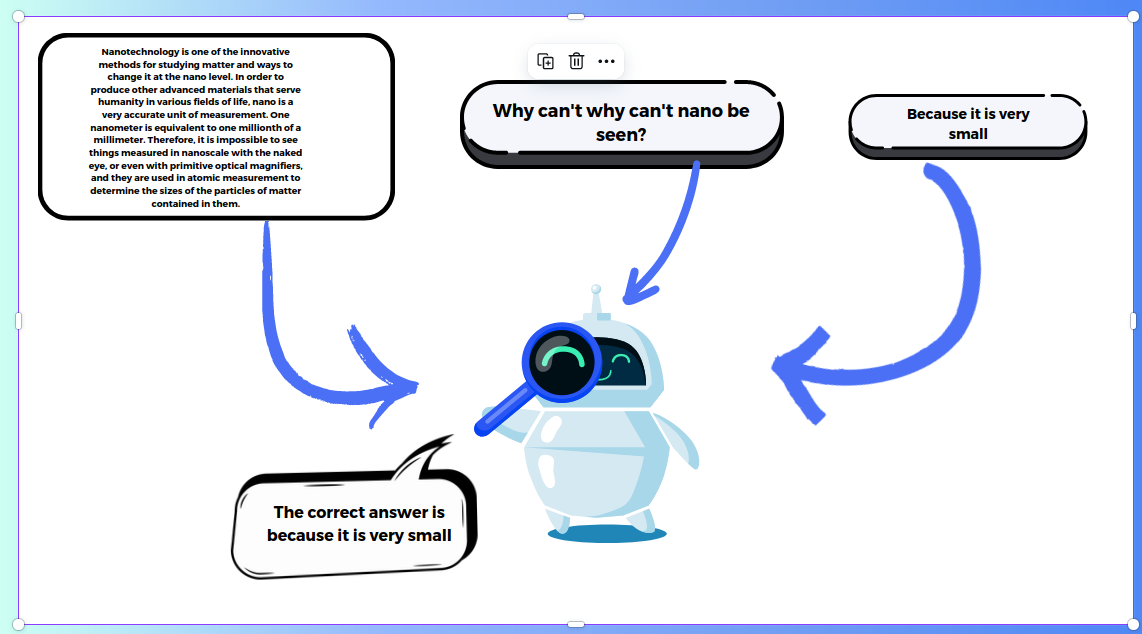 Nanotechnology is one of the innovative
methods for studying matter and ways to
change it at the nano level. In order to
produce other advanced materials that serve
humanity in various fields of life, nano is a
very accurate unit of measurement. One
nanometer is equivalent to one millionth of a
millimeter. Therefore, it is impossible to see
things measured in nanoscale with the naked
eye, or even with primitive optical magnifiers,
and they are used in atomic measurement to
determine the sizes of the particles of matter
contained in them.
Why can't why can't nano be
seen?
Because it is very
small
The correct answer is
because it is very small